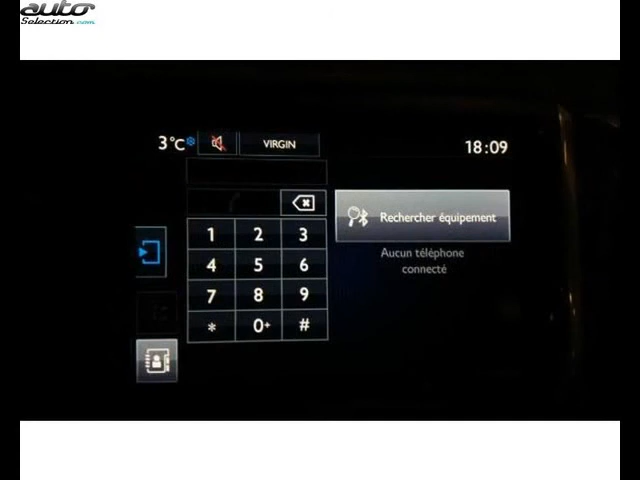 auto
Selection.com
3°C VIRGIN 18:09
1 2 3
4 5 6
7 8 9
* 0+ #
Rechercher équipement
Aucun téléphone
connecté